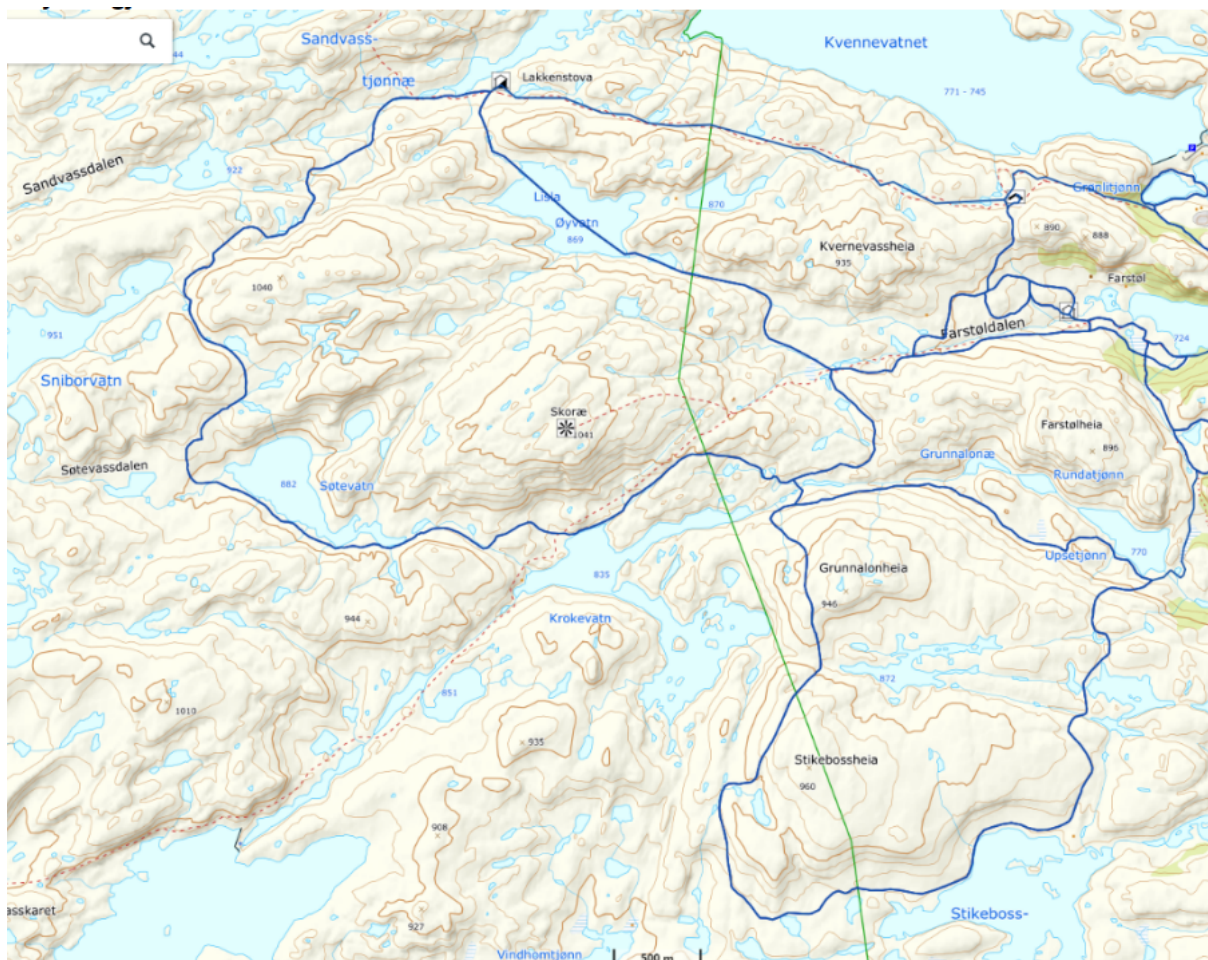 Sandvass-
Kvennevatnet
44
tjønnæ
Lakkenstova
771 - 745
P
Sandvassdalen
922
Grønlitjønn
Lisla
870
Øyvatn
869
890
888
Kvernevassheia
935
1040
Farstøl
951
Farstøldalen
724
Sniborvatn
Skoræ
1041
Farstølheia
896
Grunnalonæ
Søtevassdalen
882
Søtevatn
Rundatjønn
770
Upsetjønn
Grunnalonheia
835
946
944
Krokevatn
872
851
1010
935
Stikebossheia
960
908
asskaret
927
Stikeboss-
Vindhomtjønn
500 m